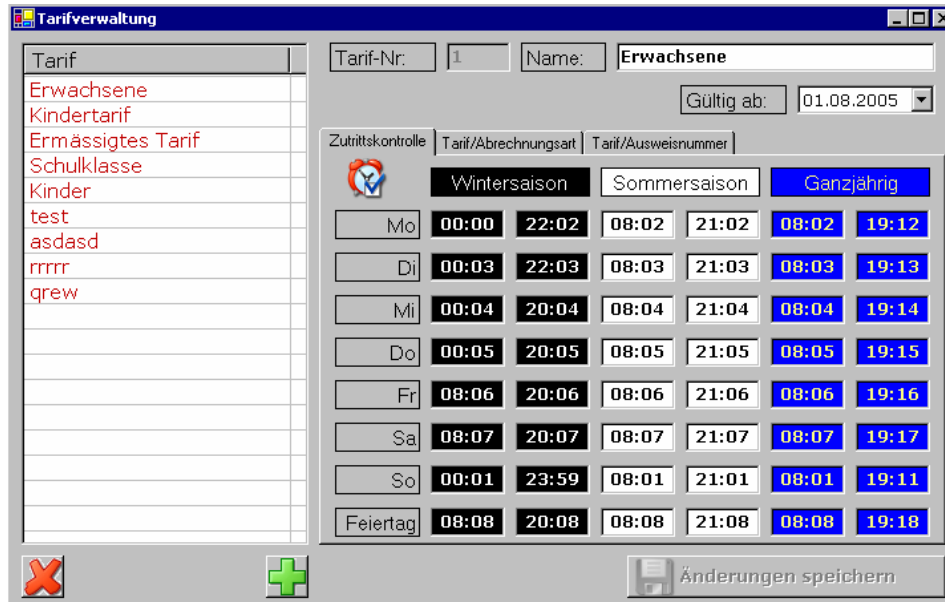 Tarifverwaltung
Tarif
Erwachsene
Kindertarif
Ermässigtes Tarif
Schulklasse
Kinder
test
asdasd
rrrrr
qrew
Tarif-Nr: 1 Name: Erwachsene
Gültig ab: 01.08.2005
Zutrittskontrolle Tarif/Abrechnungsart Tarif/Ausweisnummer
Wintersaison Sommersaison Ganzjährig
Mo 00:00 22:02 08:02 21:02 08:02 19:12
Di 00:03 22:03 08:03 21:03 08:03 19:13
Mi 00:04 20:04 08:04 21:04 08:04 19:14
Do 00:05 20:05 08:05 21:05 08:05 19:15
Fr 08:06 20:06 08:06 21:06 08:06 19:16
Sa 08:07 20:07 08:07 21:07 08:07 19:17
So 00:01 23:59 08:01 21:01 08:01 19:11
Feiertag 08:08 20:08 08:08 21:08 08:08 19:18
Änderungen speichern